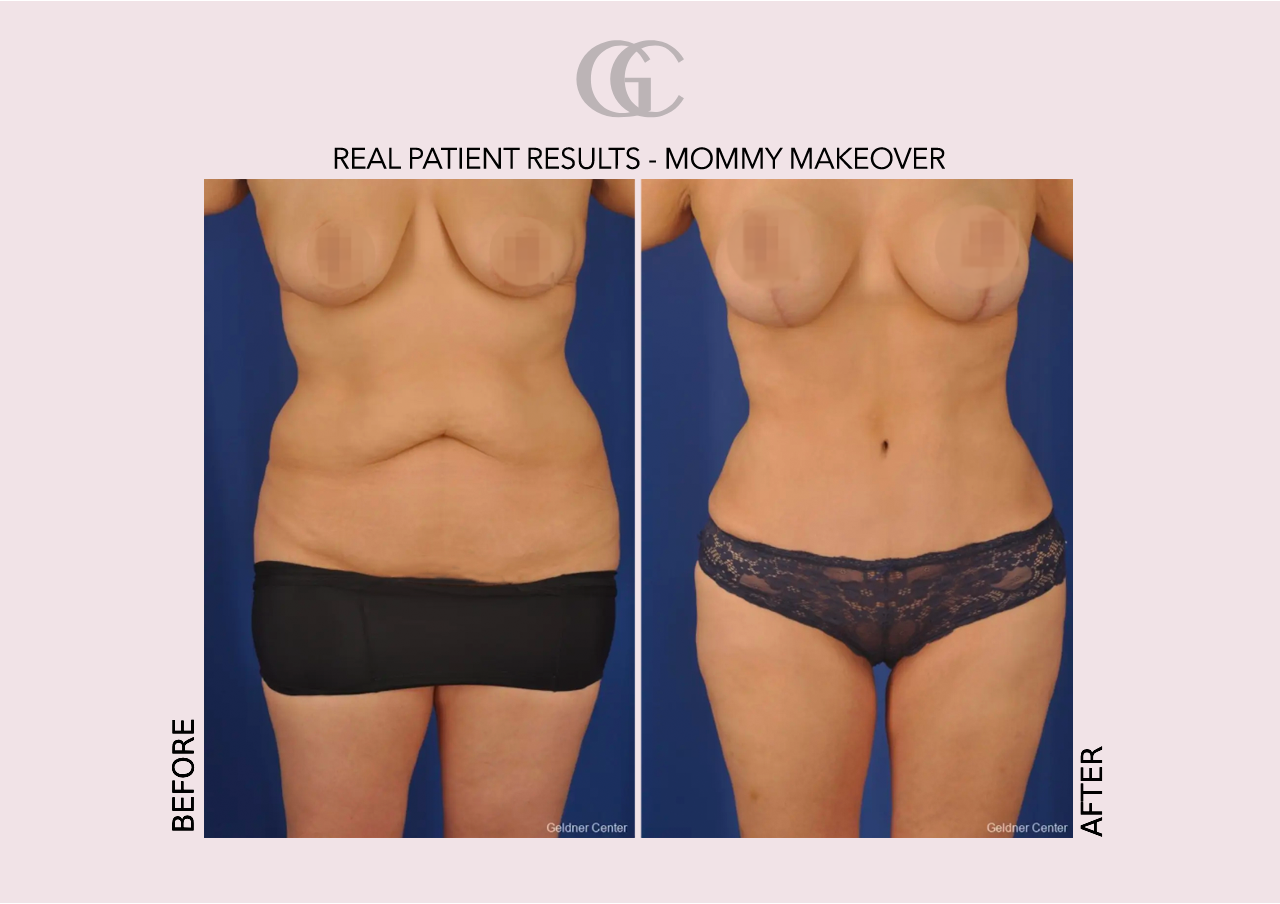 GC
REAL PATIENT RESULTS - MOMMY MAKEOVER
BEFORE
Geldner Center
Geldner Center
AFTER